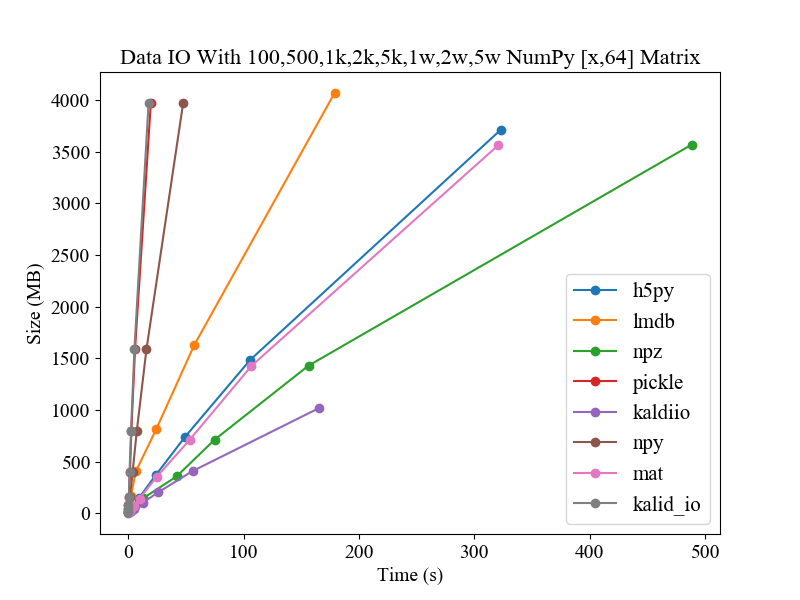 Data IO With 100,500,1k,2k,5k,1w,2w,5w NumPy [x,64] Matrix
Size (MB)
4000
3500
3000
2500
2000
1500
1000
500
0
0 100 200 300 400 500
Time (s)
h5py
lmdb
npz
pickle
kaldiio
npy
mat
kalid_io